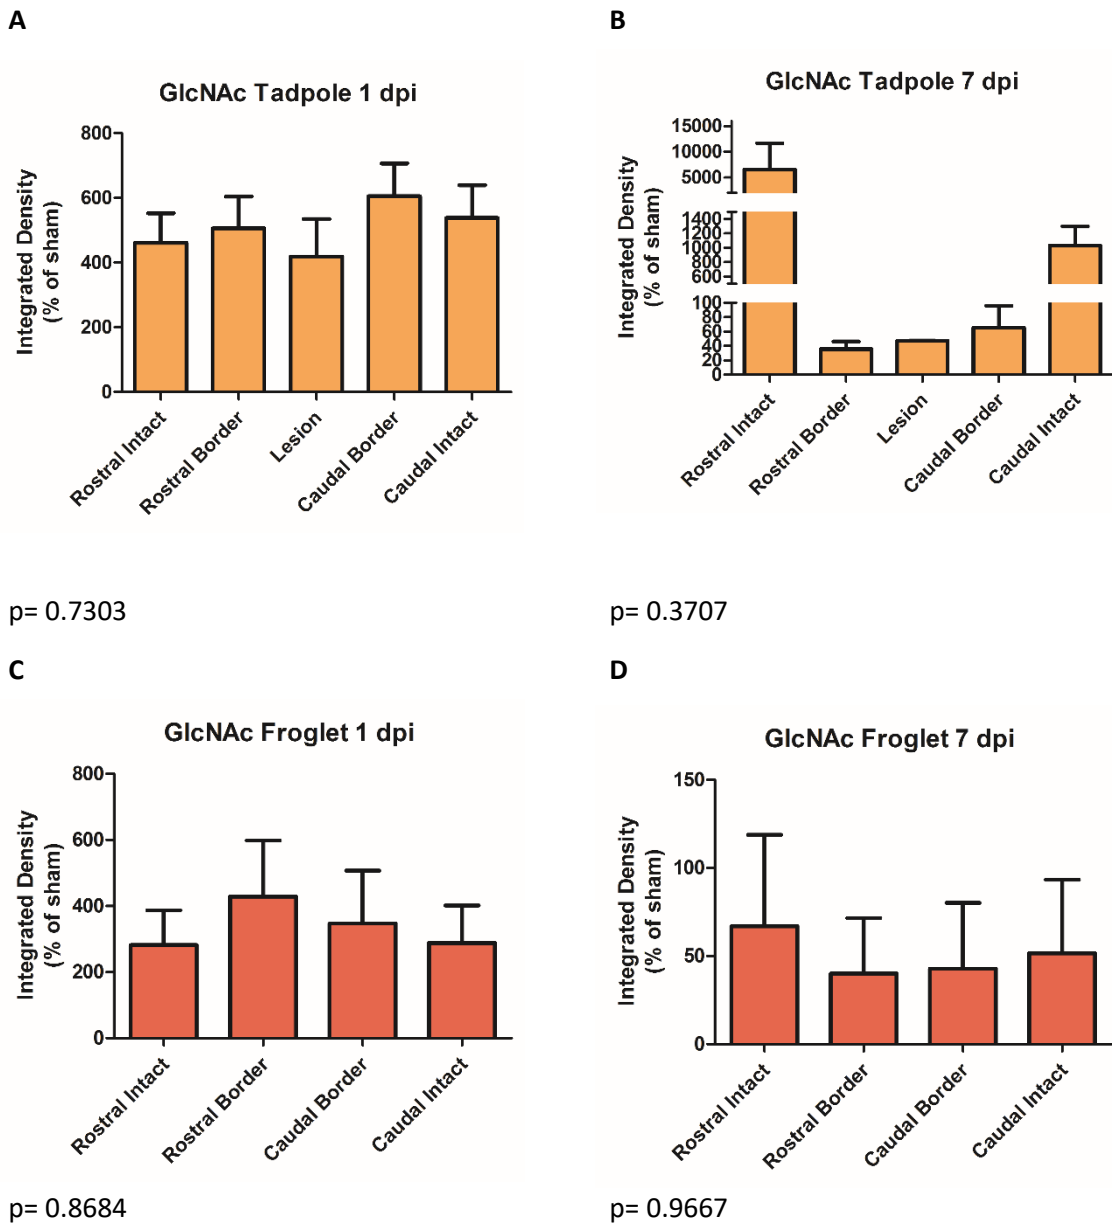 A
GlcNAc Tadpole 1 dpi
Integrated Density
(% of sham)
800
600
400
200
0
Rostral Intact
Rostral Border
Lesion
Caudal Border
Caudal Intact
p= 0.7303
B
GlcNAc Tadpole 7 dpi
Integrated Density
(% of sham)
15000
10000
5000
1400
1200
1000
800
600
100
80
60
40
20
0
Rostral Intact
Rostral Border
Lesion
Caudal Border
Caudal Intact
p= 0.3707
C
GlcNAc Froglet 1 dpi
Integrated Density
(% of sham)
800
600
400
200
0
Rostral Intact
Rostral Border
Caudal Border
Caudal Intact
p= 0.8684
D
GlcNAc Froglet 7 dpi
Integrated Density
(% of sham)
150
100
50
0
Rostral Intact
Rostral Border
Caudal Border
Caudal Intact
p= 0.9667